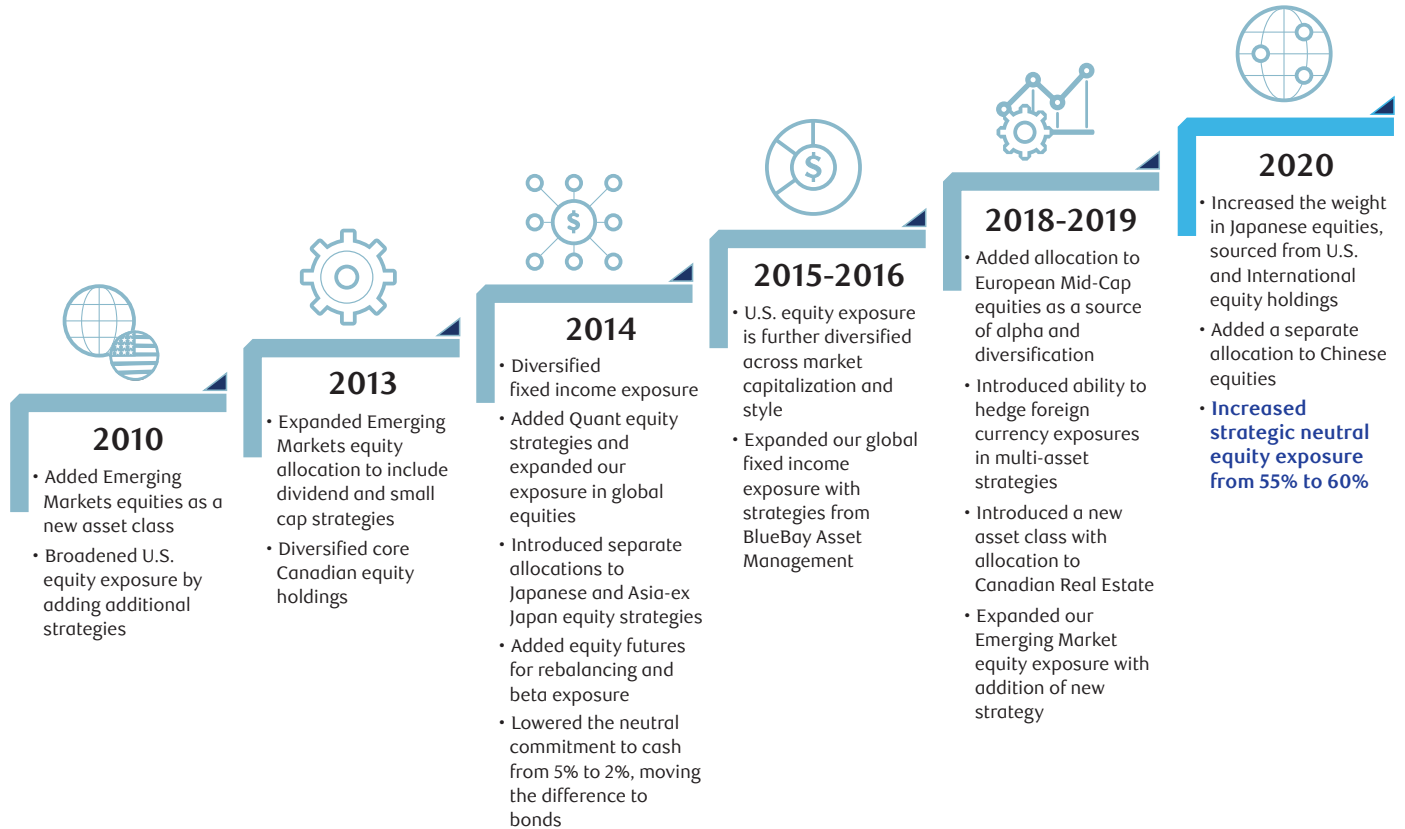 2010
• Added Emerging
Markets equities as a
new asset class
• Broadened U.S.
equity exposure by
adding additional
strategies
2013
• Expanded Emerging
Markets equity
allocation to include
dividend and small
cap strategies
• Diversified core
Canadian equity
holdings
$
2014
• Diversified
fixed income exposure
• Added Quant equity
strategies and
expanded our
exposure in global
equities
• Introduced separate
allocations to
Japanese and Asia-ex
Japan equity strategies
• Added equity futures
for rebalancing and
beta exposure
• Lowered the neutral
commitment to cash
from 5% to 2%, moving
the difference to
bonds
$
2015-2016
• U.S. equity exposure
is further diversified
across market
capitalization and
style
• Expanded our global
fixed income
exposure with
strategies from
BlueBay Asset
Management
2018-2019
• Added allocation to
European Mid-Cap
equities as a source
of alpha and
diversification
• Introduced ability to
hedge foreign
currency exposures
in multi-asset
strategies
• Introduced a new
asset class with
allocation to
Canadian Real Estate
• Expanded our
Emerging Market
equity exposure with
addition of new
strategy
2020
• Increased the weight
in Japanese equities,
sourced from U.S.
and International
equity holdings
• Added a separate
allocation to Chinese
equities
• Increased
strategic neutral
equity exposure
from 55% to 60%